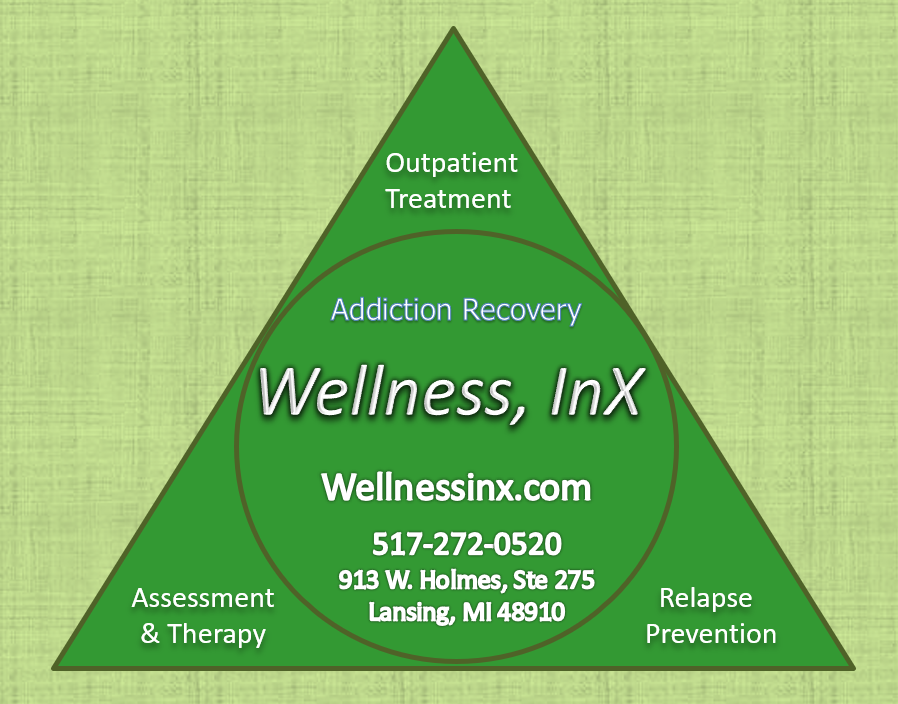 Outpatient
Treatment
Addiction Recovery
Wellness, InX
Wellnessinx.com
517-272-0520
913 W. Holmes, Ste 275
Lansing, MI 48910
Assessment
& Therapy
Relapse
Prevention